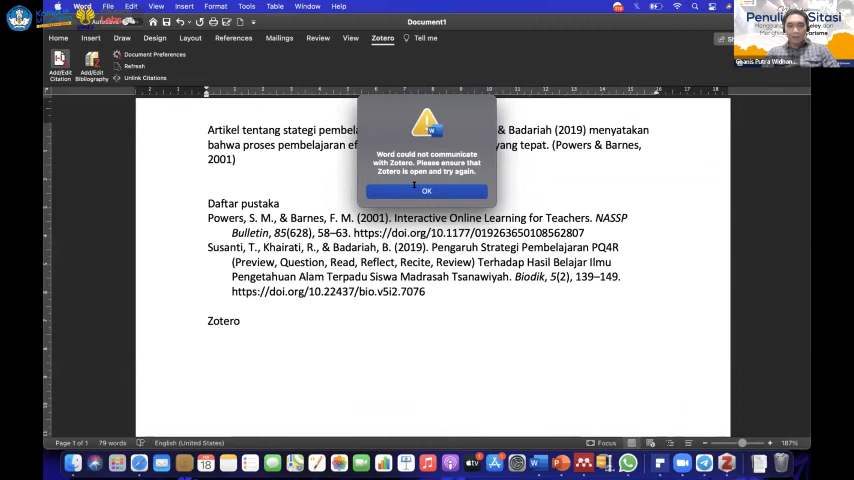 Word File Edit View Insert Format Tools Table Window Help
Document1
Home Insert Draw Design Layout References Mailings Review View Zotero Tell me
Add/Edit Citation
Add/Edit Bibliography
Document Preferences
Refresh
Unlink Citations
Penulisan Sitasi
Word could not communicate
with Zotero. Please ensure that
Zotero is open and try again.
OK
Artikel tentang stategi & Badariah (2019) menyatakan
bahwa proses pembelajaran yang tepat. (Powers & Barnes,
2001)
Daftar pustaka
Powers, S. M., & Barnes, F. M. (2001). Interactive Online Learning for Teachers. NASSP
Bulletin, 85(628), 58–63. https://doi.org/10.1177/019263650108562807
Susanti, T., Khairati, R., & Badariah, B. (2019). Pengaruh Strategi Pembelajaran PQ4R
(Preview, Question, Read, Reflect, Recite, Review) Terhadap Hasil Belajar Ilmu
Pengetahuan Alam Terpadu Siswa Madrasah Tsanawiyah. Biodik, 5(2), 139–149.
https://doi.org/10.22437/bio.v5i2.7076
Zotero
Page 1 of 1 79 words English (United States) Focus 187%